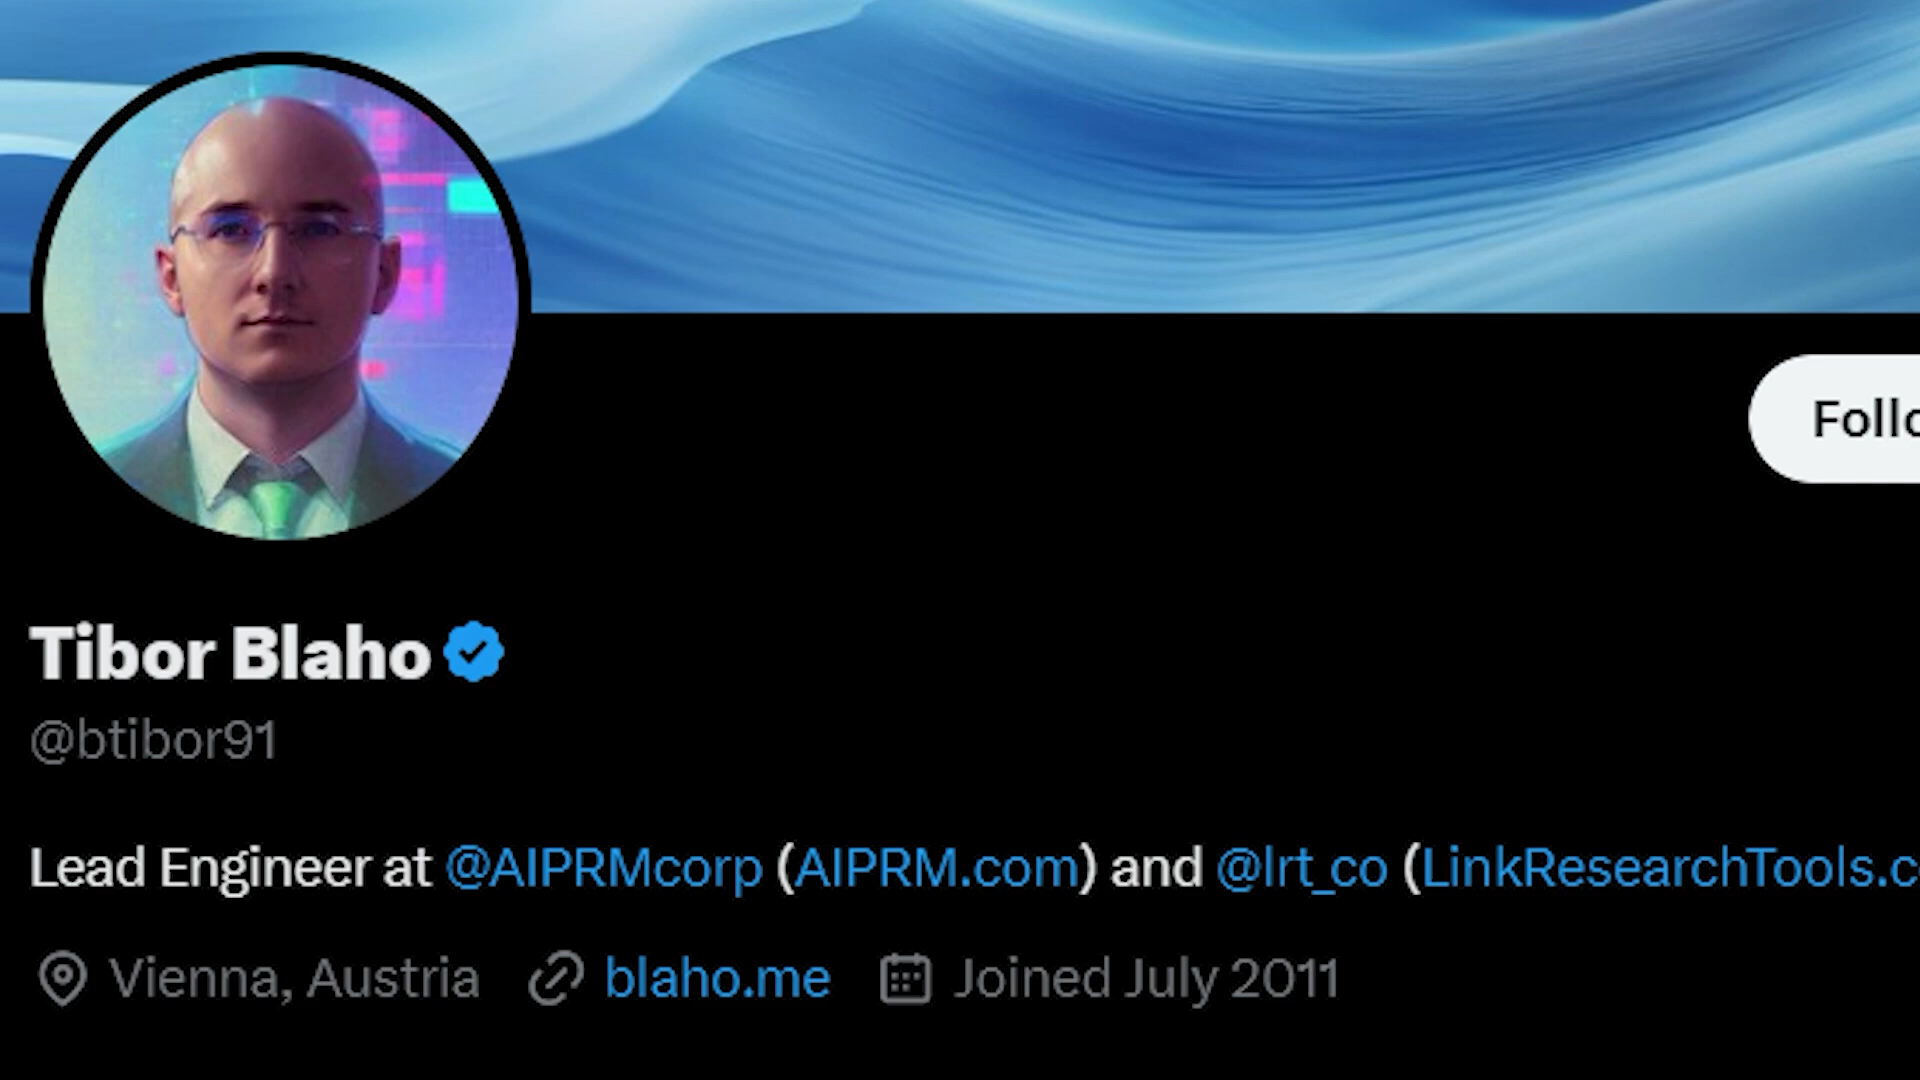 Follo
Tibor Blaho
@btibor91
Lead Engineer at @AIPRMcorp (AIPRM.com) and @lrt_co (LinkResearchTools.c
Vienna, Austria blaho.me Joined July 2011